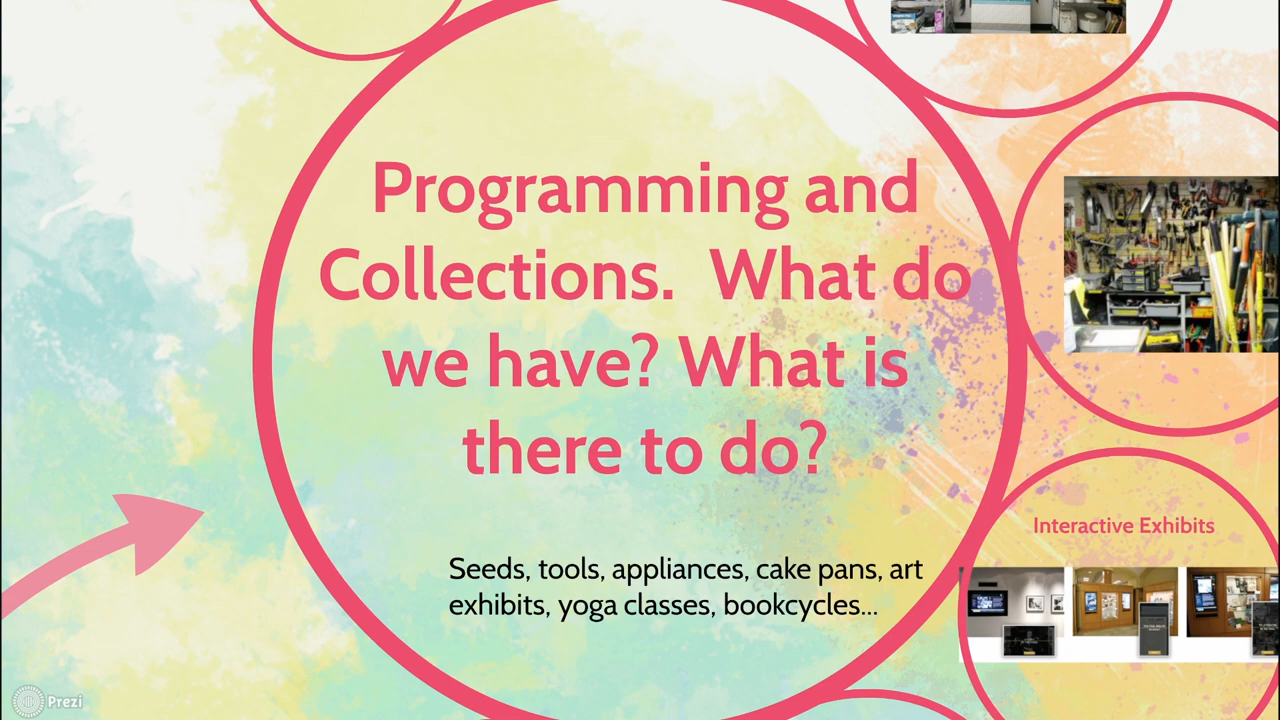 Programming and
Collections.  What do
we have? What is
there to do?
Seeds, tools, appliances, cake pans, art
exhibits, yoga classes, bookcycles...
Interactive Exhibits
Prezi